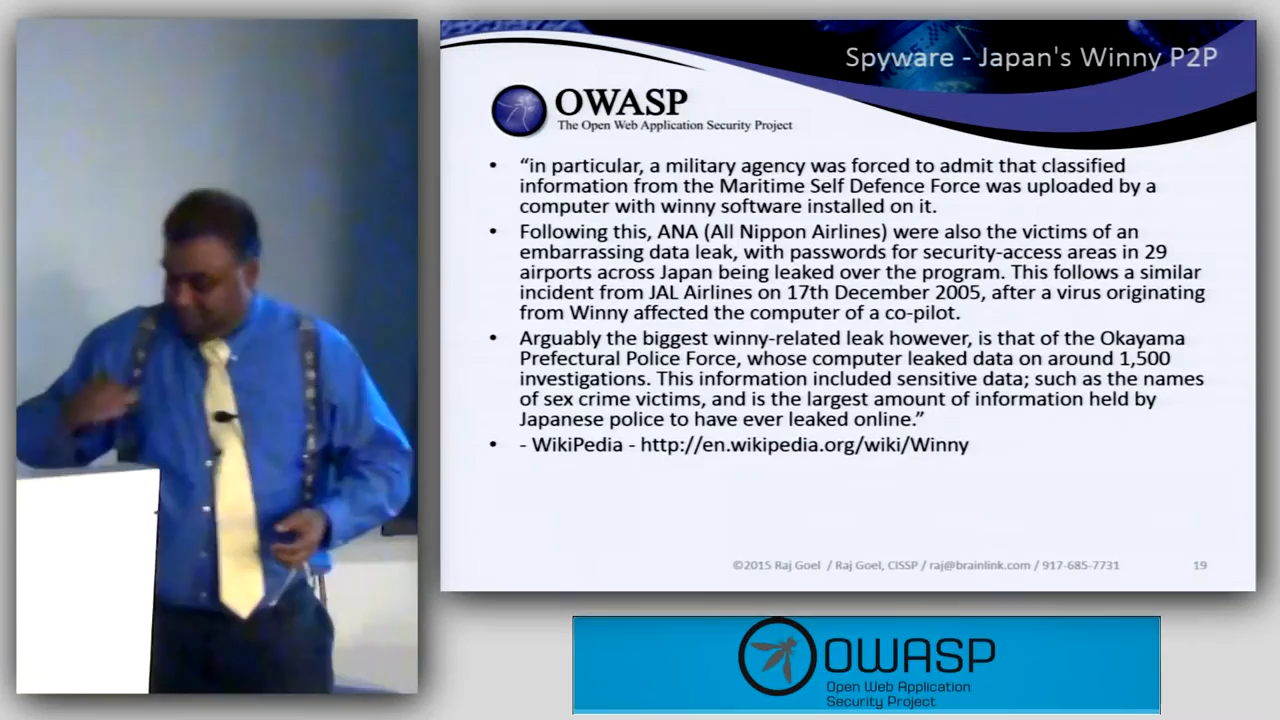 Spyware - Japan's Winny P2P
OWASP
The Open Web Application Security Project
• “in particular, a military agency was forced to admit that classified
information from the Maritime Self Defence Force was uploaded by a
computer with winny software installed on it.
• Following this, ANA (All Nippon Airlines) were also the victims of an
embarrassing data leak, with passwords for security-access areas in 29
airports across Japan being leaked over the program. This follows a similar
incident from JAL Airlines on 17th December 2005, after a virus originating
from Winny affected the computer of a co-pilot.
• Arguably the biggest winny-related leak however, is that of the Okayama
Prefectural Police Force, whose computer leaked data on around 1,500
investigations. This information included sensitive data; such as the names
of sex crime victims, and is the largest amount of information held by
Japanese police to have ever leaked online.”
• - WikiPedia - http://en.wikipedia.org/wiki/Winny
©2015 Raj Goel / Raj Goel, CISSP / raj@brainlink.com / 917-685-7731
19
OWASP
Open Web Application
Security Project